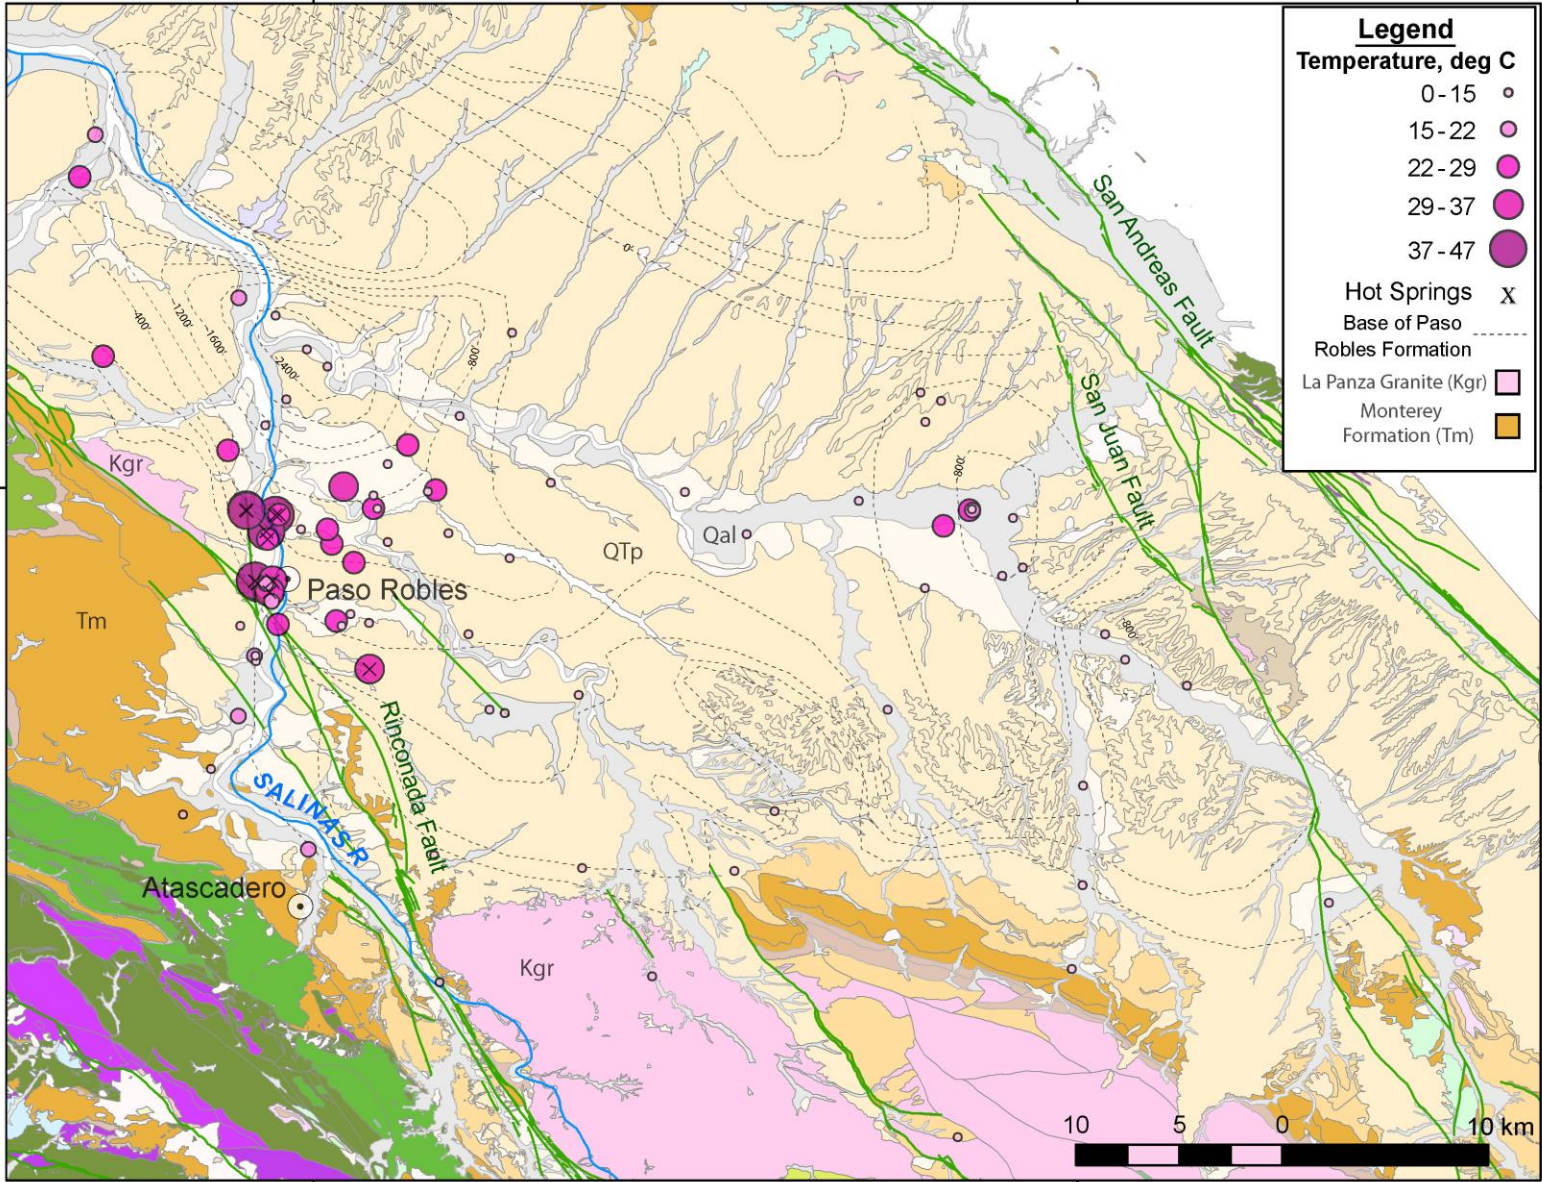 Legend
Temperature, deg C
0-15
15-22
22-29
29-37
37-47
Hot Springs X
Base of Paso
Robles Formation
La Panza Granite (Kgr)
Monterey
Formation (Tm)
San Andreas Fault
San Juan Fault
0'
400'
1200'
1600'
2400'
800'
800'
Kgr
Qal
QTp
Paso Robles
Tm
800'
Rinconada Fault
SALINAS R
Atascadero
Kgr
10 5 0 10 km